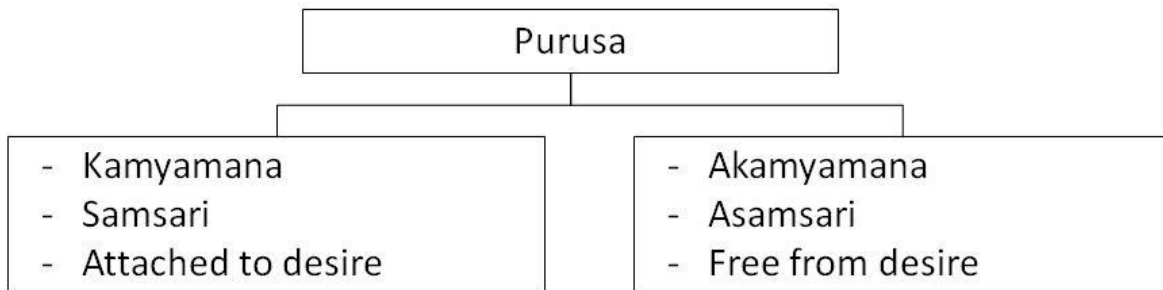 Purusa
- Kamyamana
- Samsari
- Attached to desire
- Akamyamana
- Asamsari
- Free from desire